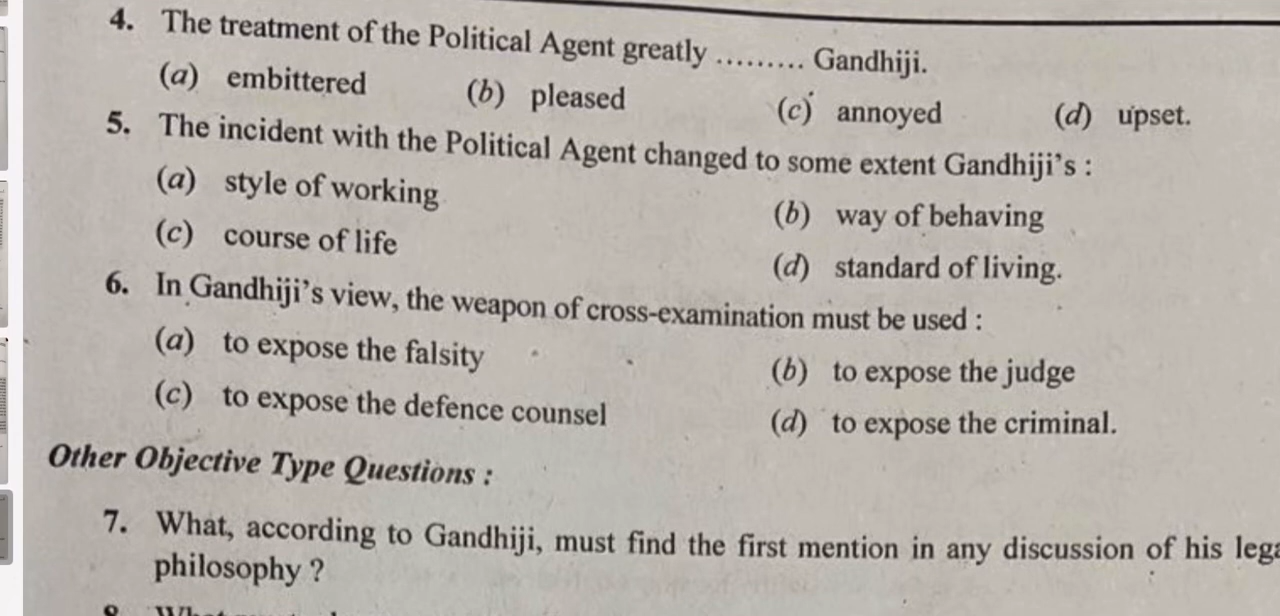 4. The treatment of the Political Agent greatly ......... Gandhiji.
(a) embittered (b) pleased (c) annoyed (d) upset.
5. The incident with the Political Agent changed to some extent Gandhiji's :
(a) style of working (b) way of behaving
(c) course of life (d) standard of living.
6. In Gandhiji's view, the weapon of cross-examination must be used :
(a) to expose the falsity (b) to expose the judge
(c) to expose the defence counsel (d) to expose the criminal.
Other Objective Type Questions :
7. What, according to Gandhiji, must find the first mention in any discussion of his
philosophy ?